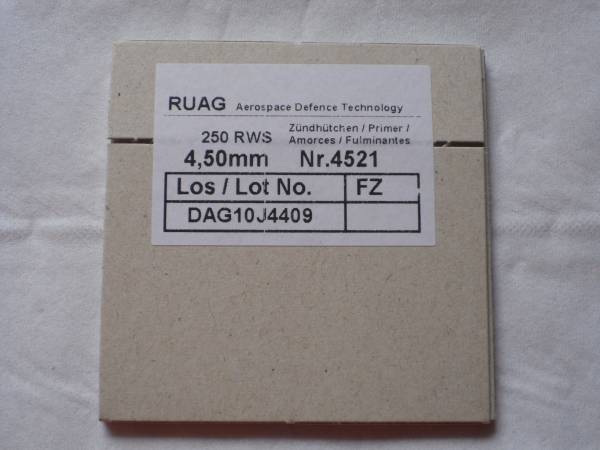 RUAG Aerospace Defence Technology
250 RWS Zündhütchen / Primer /
Amorces / Fulminantes
4,50mm Nr.4521
Los / Lot No. FZ
DAG10J4409